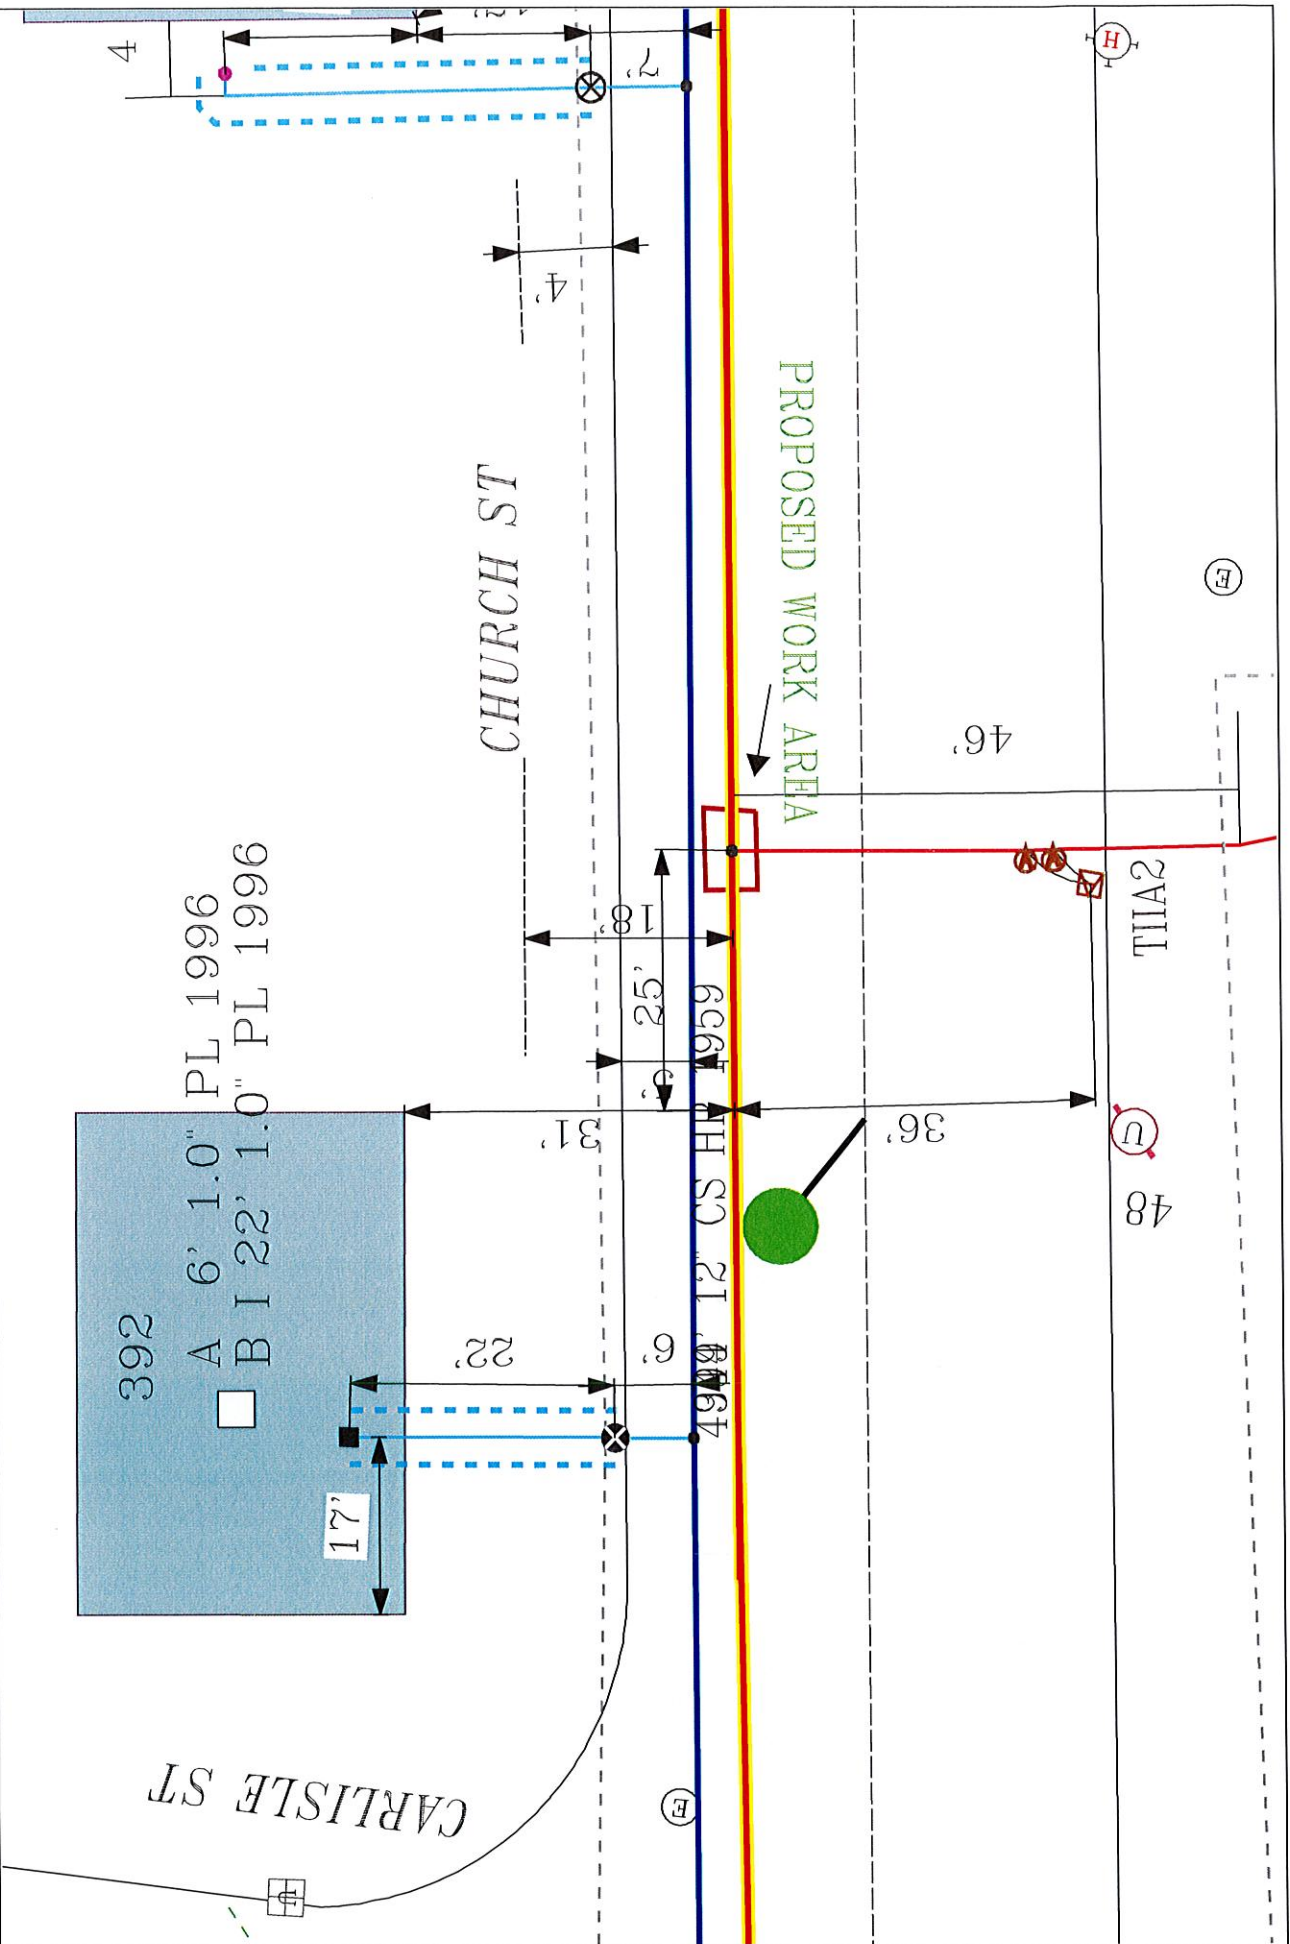 4
7'
H
4'
CHURCH ST
PROPOSED WORK AREA
E
46'
TIIA2
18'
25'
31'
36'
U
48
12" CS HP 1959
392
A 6' 1.0" PL 1996
B I 22' 1.0" PL 1996
22'
6'
17'
CARLISLE ST
E
U